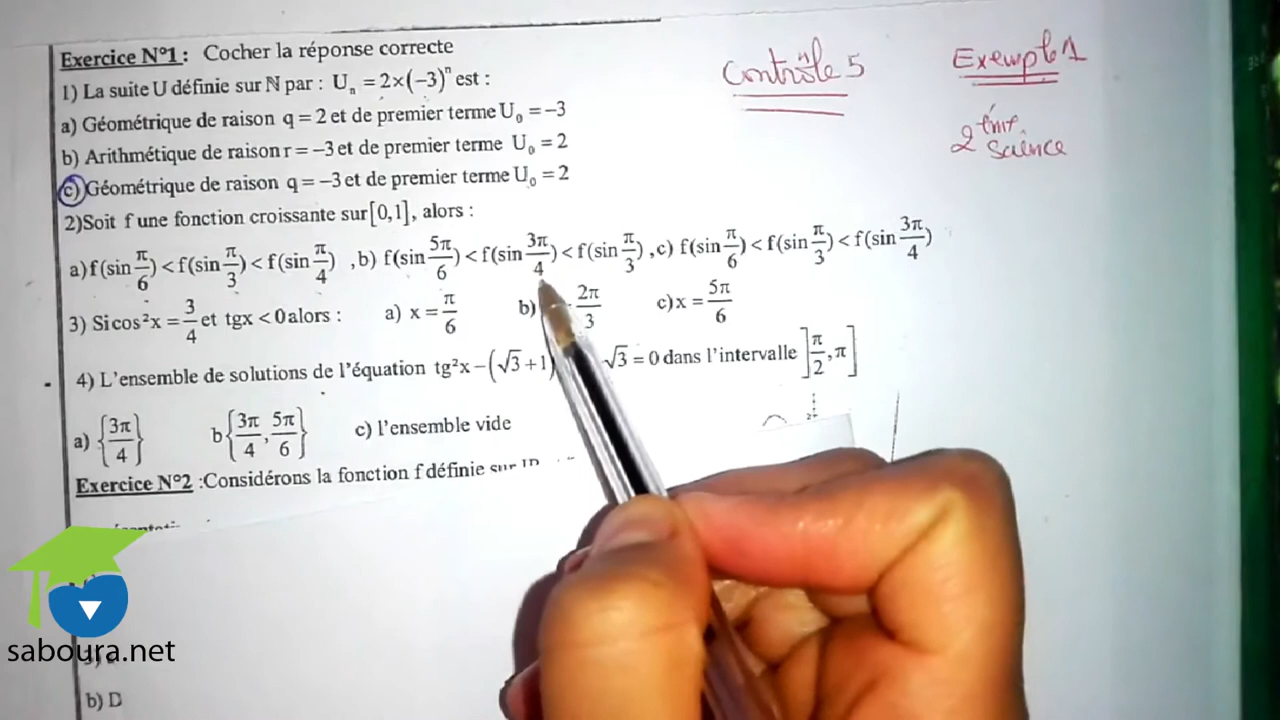 Exercice N°1 : Cocher la réponse correcte
1) La suite U définie sur ℕ par : Uₙ = 2×(−3)ⁿ est :
a) Géométrique de raison q = 2 et de premier terme U₀ = −3
b) Arithmétique de raison r = −3 et de premier terme U₀ = 2
c) Géométrique de raison q = −3 et de premier terme U₀ = 2
2)Soit f une fonction croissante sur [0,1], alors :
a) f(sin π/6) < f(sin π/3) < f(sin π/4) , b) f(sin 5π/6) < f(sin 3π/4) < f(sin π/3) , c) f(sin π/6) < f(sin π/3) < f(sin 3π/4)
3) Si cos²x = 3/4 et tgx < 0 alors : a) x = π/6 b) 2π/3 c) x = 5π/6
4) L'ensemble de solutions de l'équation tg²x − (√3 + 1) √3 = 0 dans l'intervalle ]π/2, π]
a) {3π/4} b {3π/4, 5π/6} c) l'ensemble vide
Exercice N°2 :Considérons la fonction f définie sur
b) D
Contrôle n 5
Exemple 1
2 ème
Science
saboura.net